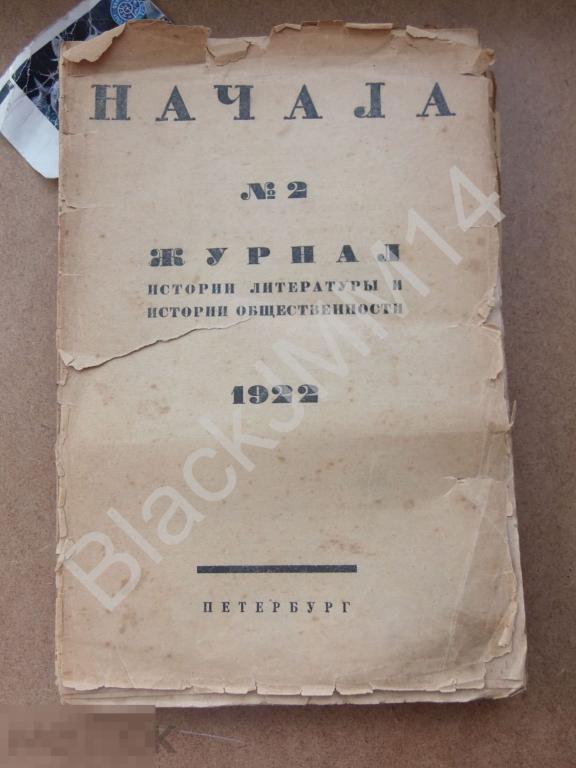 НАЧАЛА
№ 2
ЖУРНАЛ
ИСТОРИИ ЛИТЕРАТУРЫ И
ИСТОРИИ ОБЩЕСТВЕННОСТИ
1922
ПЕТЕРБУРГ
BlackJMM14